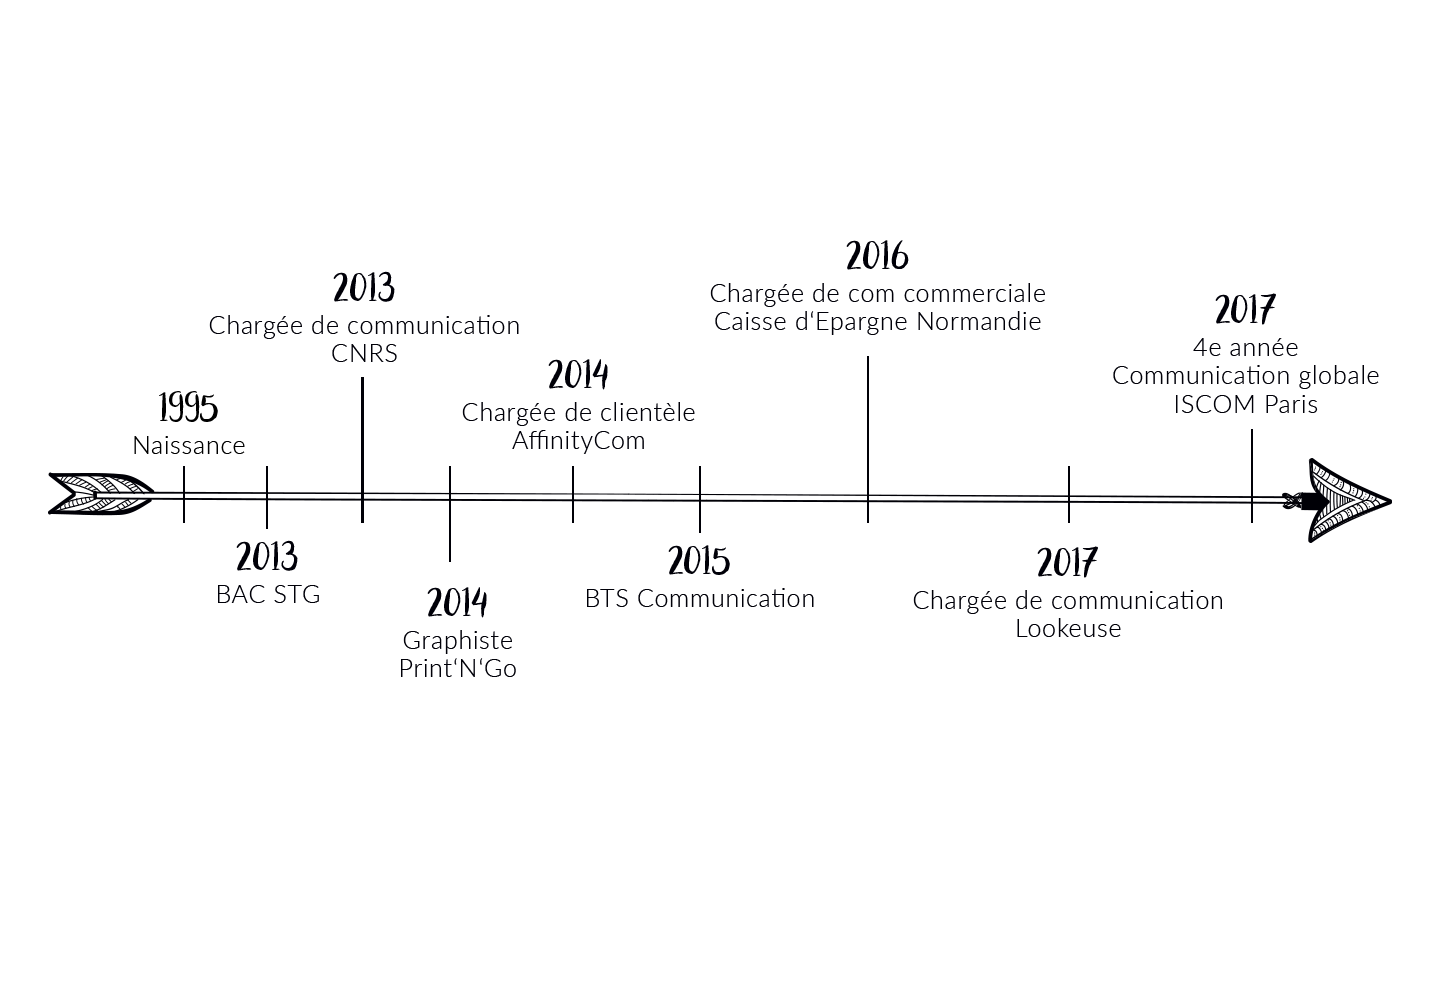 1995
Naissance
2013
BAC STG
2013
Chargée de communication
CNRS
2014
Graphiste
Print‘N‘Go
2014
Chargée de clientèle
AffinityCom
2015
BTS Communication
2016
Chargée de com commerciale
Caisse d‘Epargne Normandie
2017
Chargée de communication
Lookeuse
2017
4e année
Communication globale
ISCOM Paris